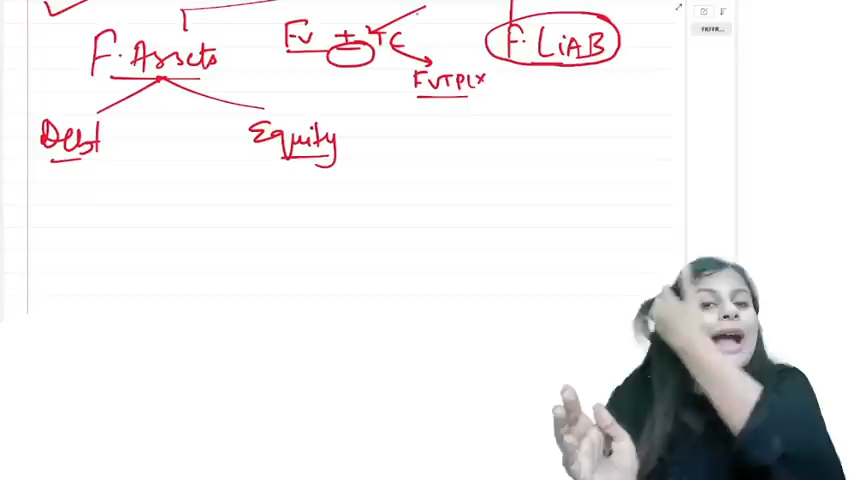 F. Assets
FV ± TC
FVTPL x
F. LIAB
Debt
Equity